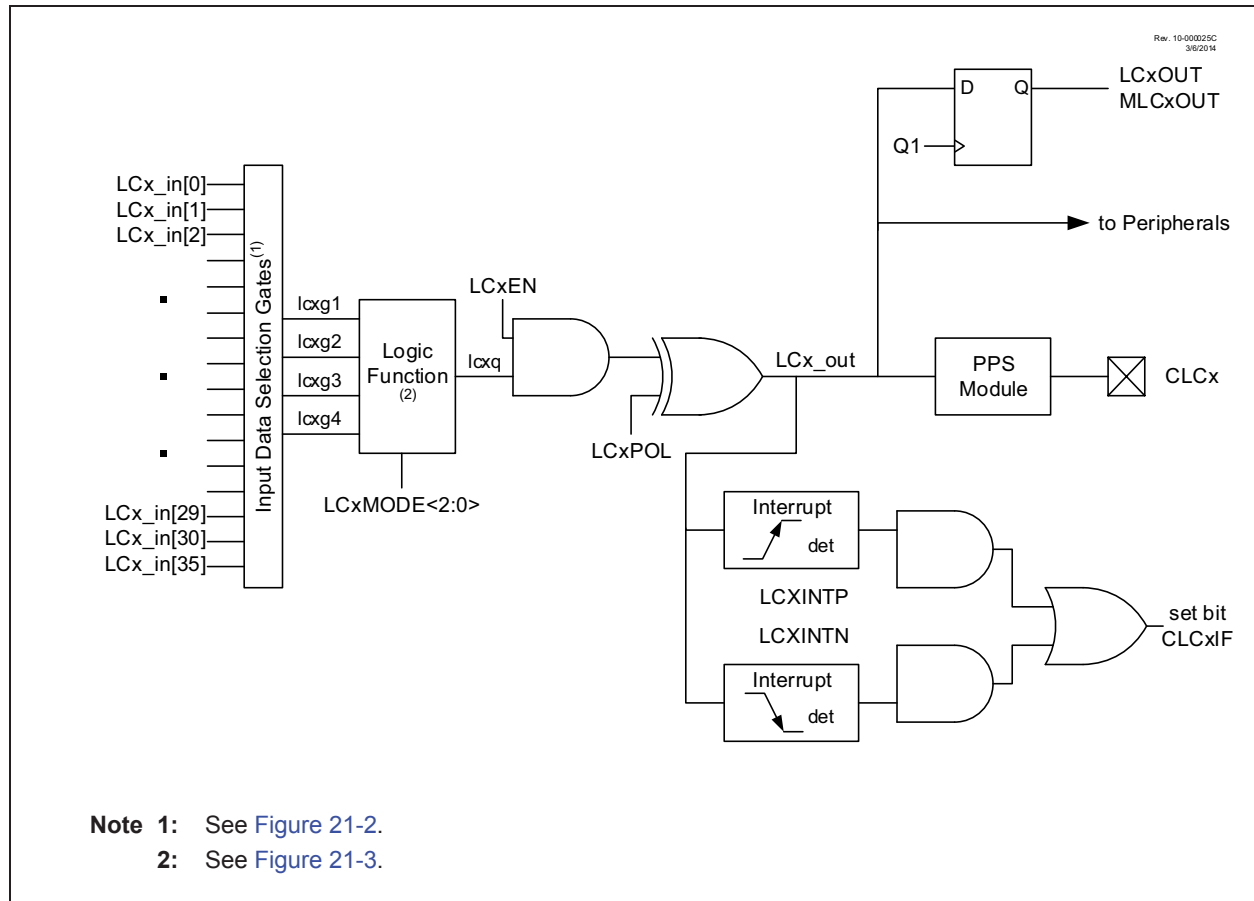 Rev. 10-000025C
3/6/2014
LCxOUT
MLCxOUT
D Q
Q1
to Peripherals
LCx_in[0]
LCx_in[1]
LCx_in[2]
Input Data Selection Gates(1)
LCx_in[29]
LCx_in[30]
LCx_in[35]
lcxg1
lcxg2
lcxg3
lcxg4
Logic
Function
(2)
LCxMODE<2:0>
lcxq
LCxEN
LCxPOL
LCx_out
PPS
Module
CLCx
Interrupt
det
LCXINTP
LCXINTN
Interrupt
det
set bit
CLCxIF
Note 1: See Figure 21-2.
2: See Figure 21-3.